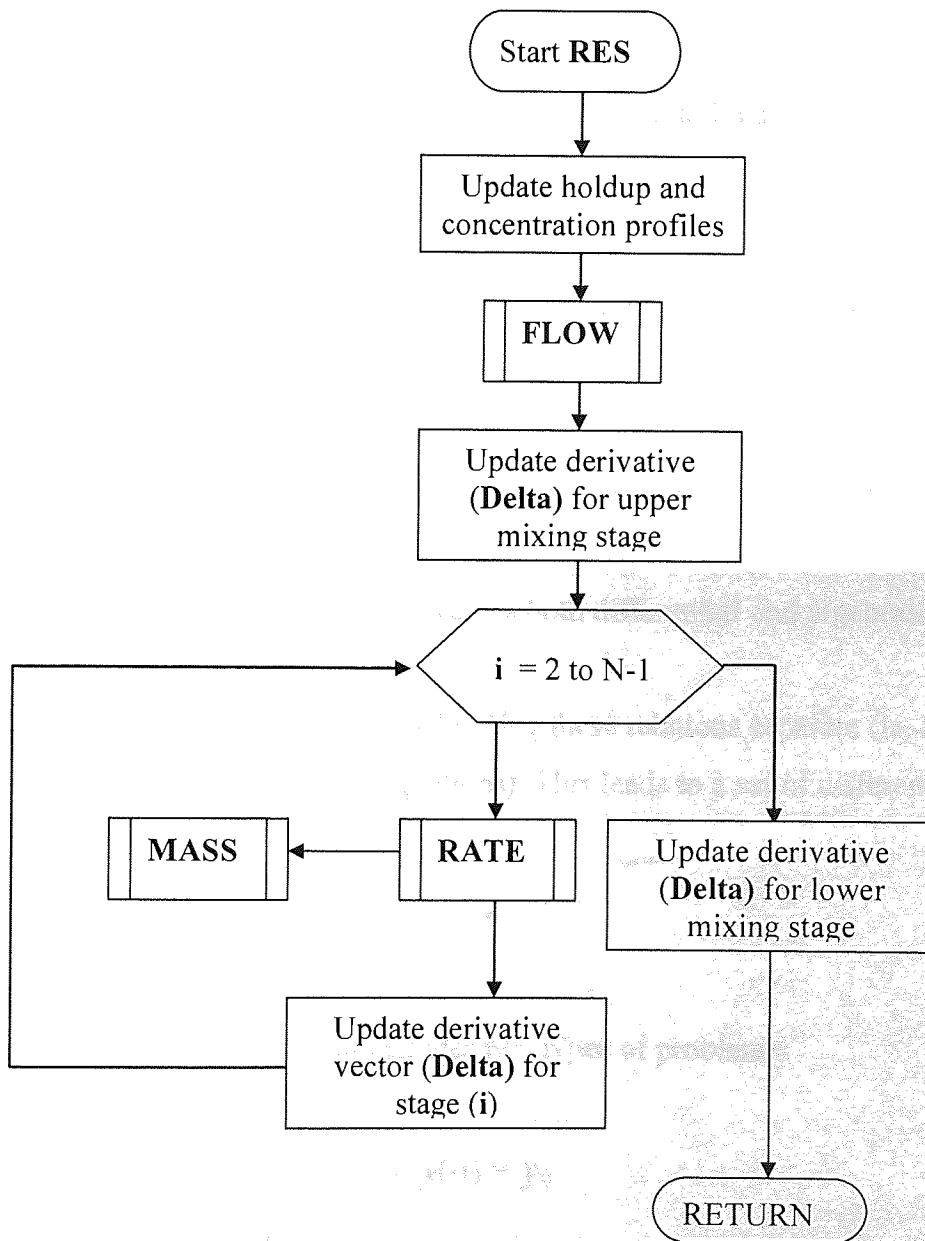 Start RES
Update holdup and
concentration profiles
FLOW
Update derivative
(Delta) for upper
mixing stage
i = 2 to N-1
MASS
RATE
Update derivative
(Delta) for lower
mixing stage
Update derivative
vector (Delta) for
stage (i)
RETURN